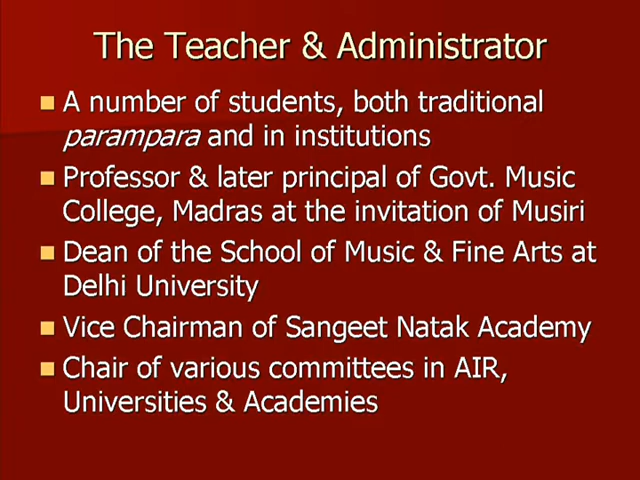 The Teacher & Administrator
A number of students, both traditional
parampara and in institutions
Professor & later principal of Govt. Music
College, Madras at the invitation of Musiri
Dean of the School of Music & Fine Arts at
Delhi University
Vice Chairman of Sangeet Natak Academy
Chair of various committees in AIR,
Universities & Academies